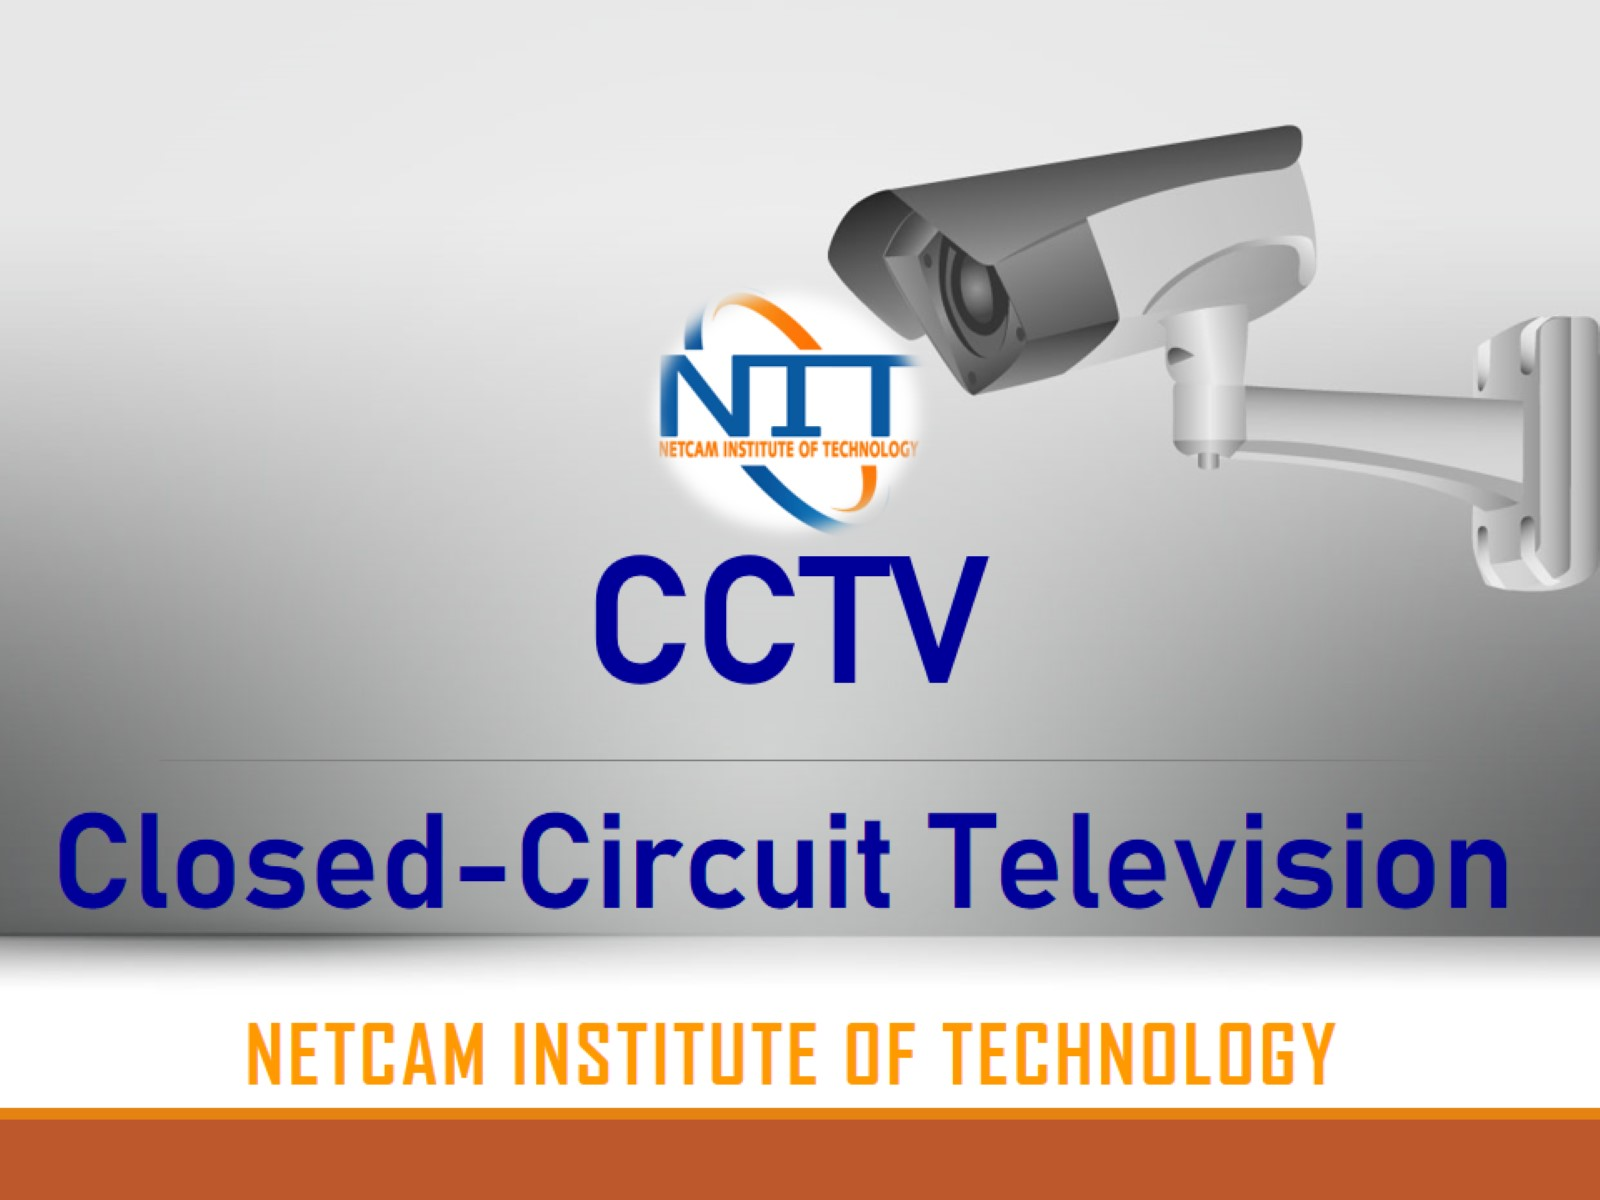 NIT
NETCAM INSTITUTE OF TECHNOLOGY
CCTV
Closed-Circuit Television
NETCAM INSTITUTE OF TECHNOLOGY